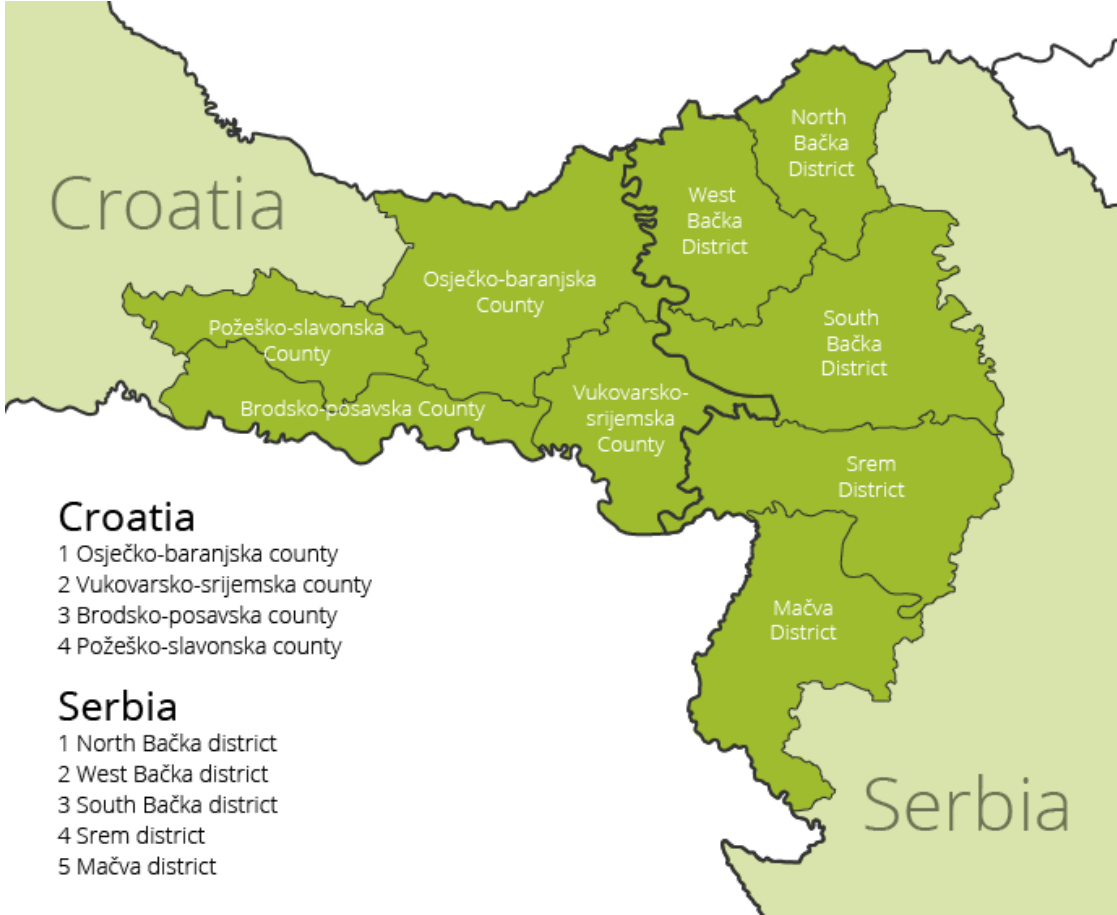 Croatia
North
Bačka
District
West
Bačka
District
Osječko-baranjska
County
South
Bačka
District
Požeško-slavonska
County
Vukovarsko-
srijemska
County
Brodsko-posavska County
Srem
District
Mačva
District
Serbia
Croatia
1 Osječko-baranjska county
2 Vukovarsko-srijemska county
3 Brodsko-posavska county
4 Požeško-slavonska county
Serbia
1 North Bačka district
2 West Bačka district
3 South Bačka district
4 Srem district
5 Mačva district